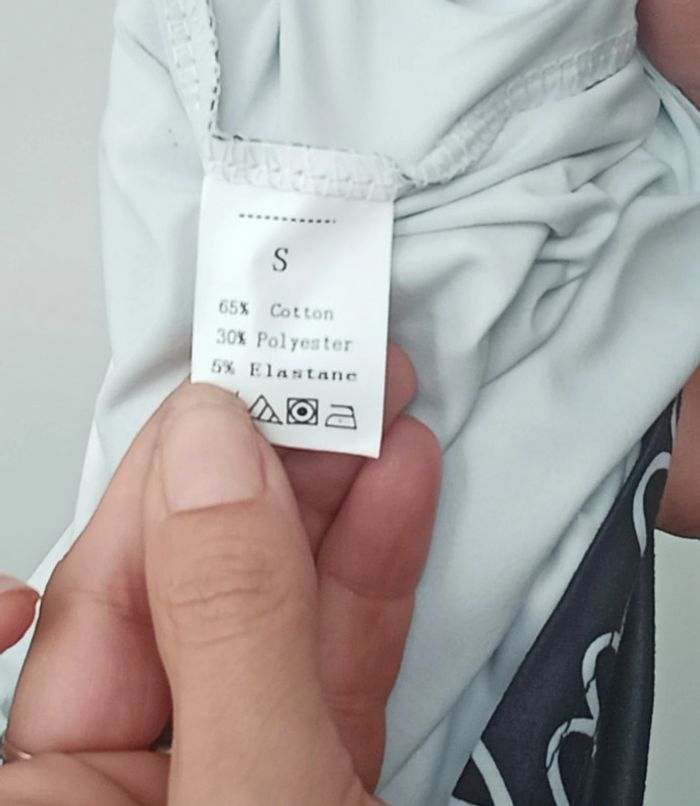 S
65% Cotton
30% Polyester
5% Elastane